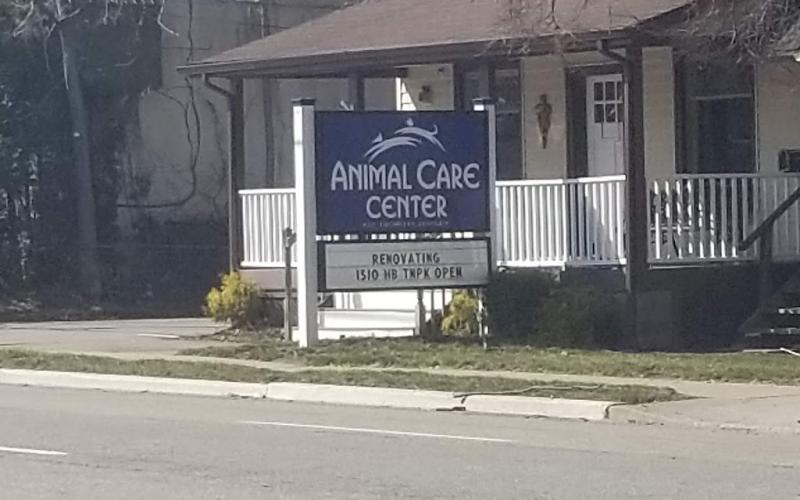 ANIMAL CARE
CENTER
RENOVATING
1510 HB TNPK OPEN